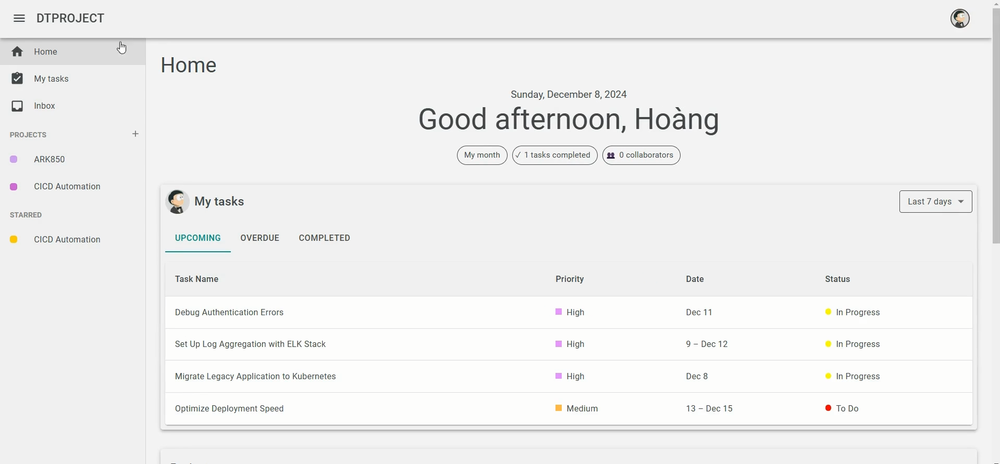 DTPROJECT
Home
My tasks
Inbox
PROJECTS +
ARK850
CICD Automation
STARRED
CICD Automation
Home
Sunday, December 8, 2024
Good afternoon, Hoàng
My month ✓ 1 tasks completed 0 collaborators
My tasks Last 7 days
UPCOMING OVERDUE COMPLETED
Task Name Priority Date Status
Debug Authentication Errors High Dec 11 In Progress
Set Up Log Aggregation with ELK Stack High 9 – Dec 12 In Progress
Migrate Legacy Application to Kubernetes High Dec 8 In Progress
Optimize Deployment Speed Medium 13 – Dec 15 To Do